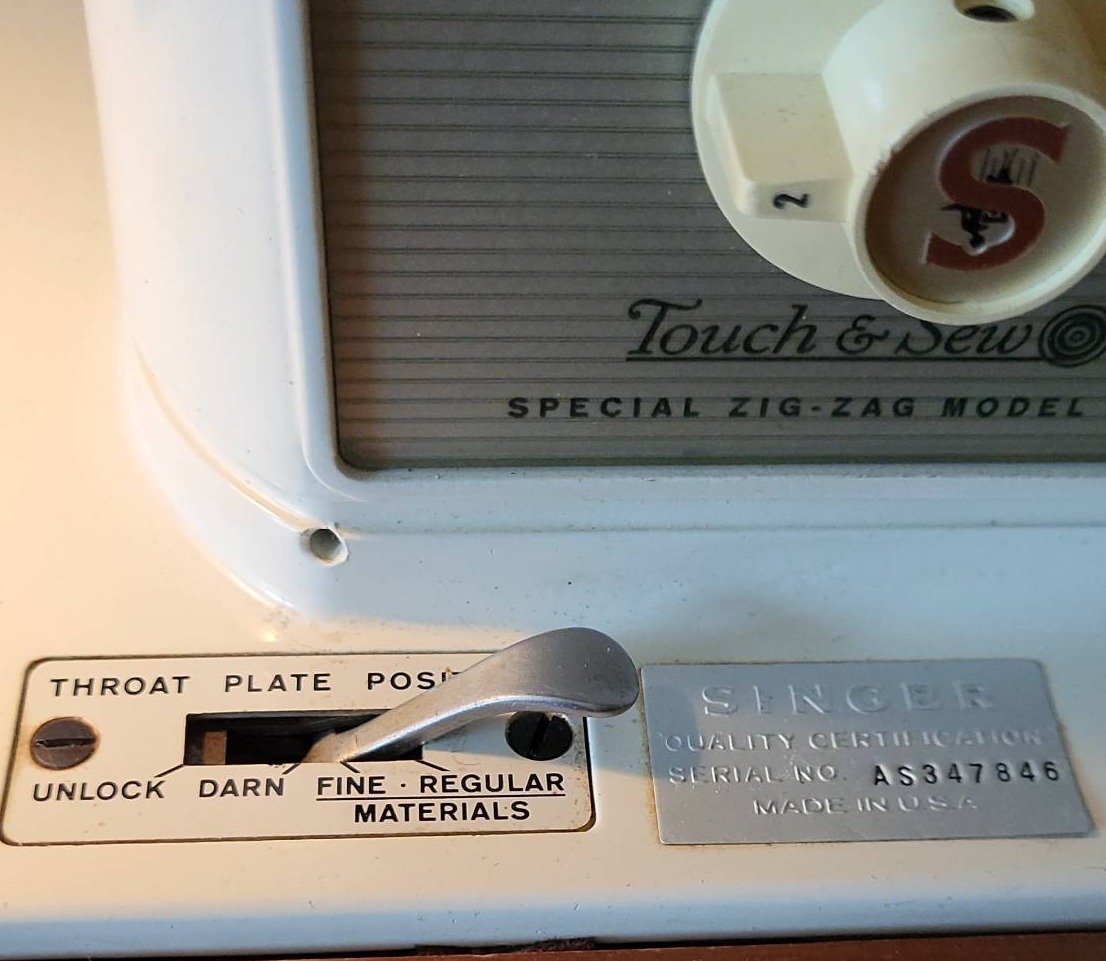 2
S
Touch & Sew
SPECIAL ZIG-ZAG MODEL
THROAT PLATE
UNLOCK DARN FINE · REGULAR
MATERIALS
SINGER
QUALITY CERTIFICATION
SERIAL NO. AS347846
MADE IN U.S.A